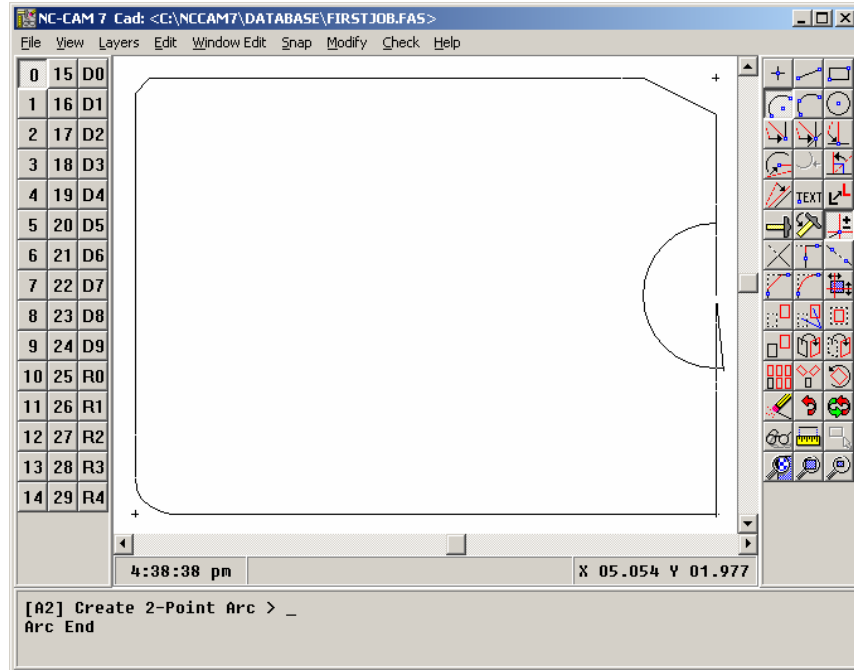 NC-CAM 7 Cad: <C:\NCCAM7\DATABASE\FIRSTJOB.FAS>
File View Layers Edit Window Edit Snap Modify Check Help
0 15 D0
1 16 D1
2 17 D2
3 18 D3
4 19 D4
TEXT
5 20 D5
6 21 D6
7 22 D7
8 23 D8
9 24 D9
10 25 R0
11 26 R1
12 27 R2
13 28 R3
14 29 R4
4:38:38 pm
X 05.054 Y 01.977
[A2] Create 2-Point Arc > _
Arc End